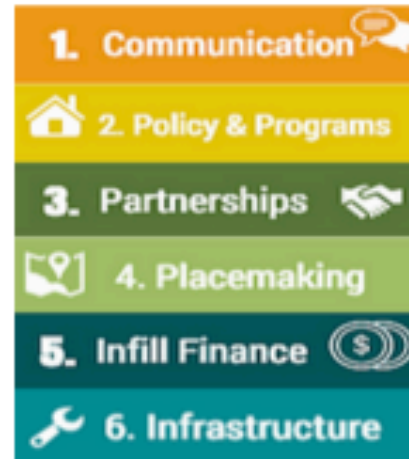 1. Communication
2. Policy & Programs
3. Partnerships
4. Placemaking
5. Infill Finance
$
6. Infrastructure